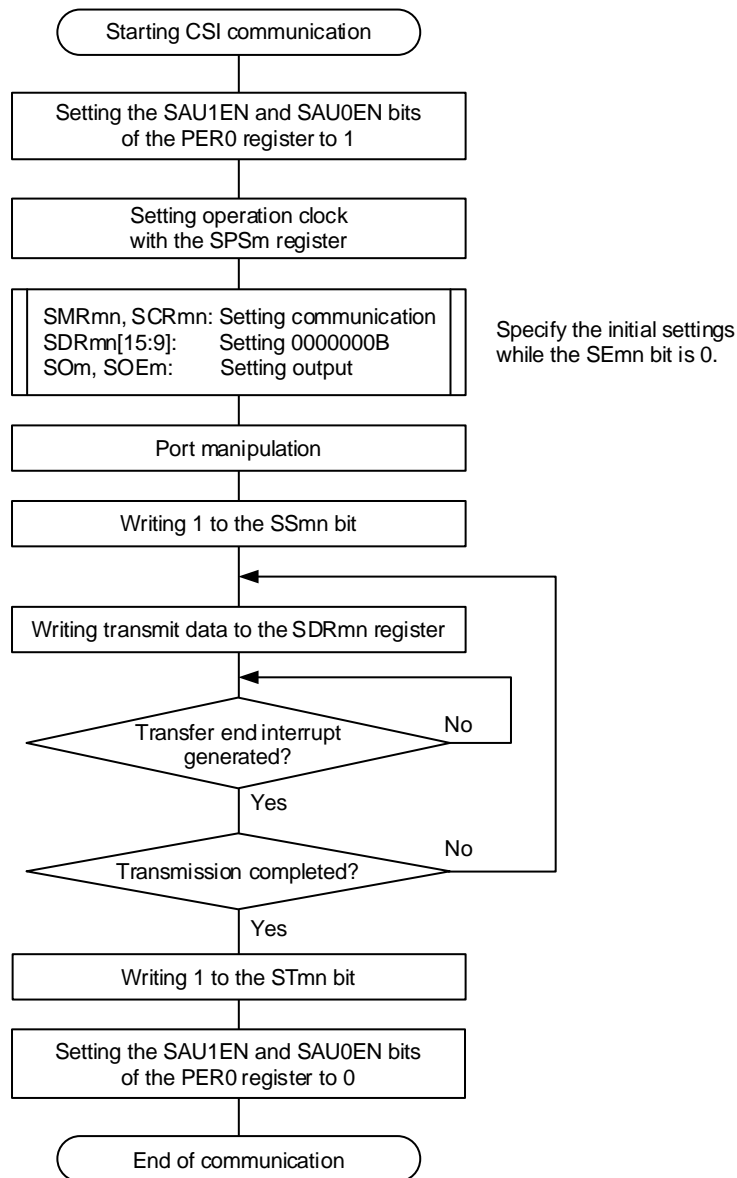 Starting CSI communication
Setting the SAU1EN and SAU0EN bits
of the PER0 register to 1
Setting operation clock
with the SPSm register
SMRmn, SCRmn: Setting communication
SDRmn[15:9]: Setting 0000000B
SOm, SOEm: Setting output
Specify the initial settings
while the SEmn bit is 0.
Port manipulation
Writing 1 to the SSmn bit
Writing transmit data to the SDRmn register
Transfer end interrupt
generated?
No
Yes
Transmission completed?
No
Yes
Writing 1 to the STmn bit
Setting the SAU1EN and SAU0EN bits
of the PER0 register to 0
End of communication